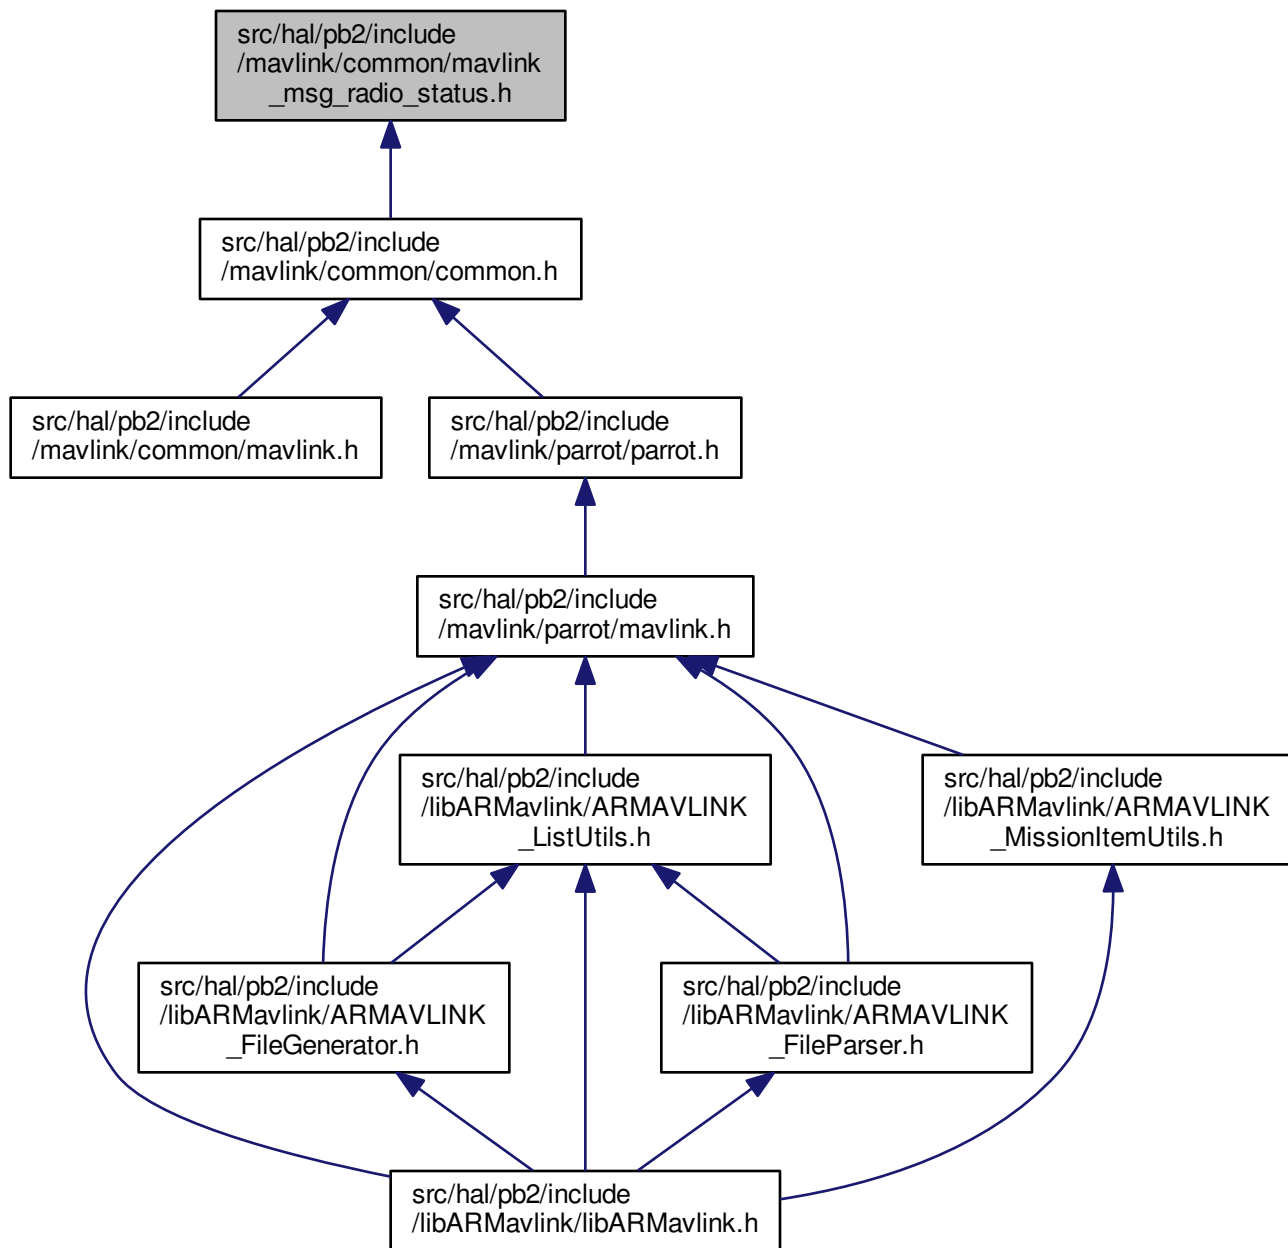 src/hal/pb2/include
/mavlink/common/mavlink
_msg_radio_status.h
src/hal/pb2/include
/mavlink/common/common.h
src/hal/pb2/include
/mavlink/common/mavlink.h
src/hal/pb2/include
/mavlink/parrot/parrot.h
src/hal/pb2/include
/mavlink/parrot/mavlink.h
src/hal/pb2/include
/libARMavlink/ARMAVLINK
_ListUtils.h
src/hal/pb2/include
/libARMavlink/ARMAVLINK
_MissionItemUtils.h
src/hal/pb2/include
/libARMavlink/ARMAVLINK
_FileGenerator.h
src/hal/pb2/include
/libARMavlink/ARMAVLINK
_FileParser.h
src/hal/pb2/include
/libARMavlink/libARMavlink.h